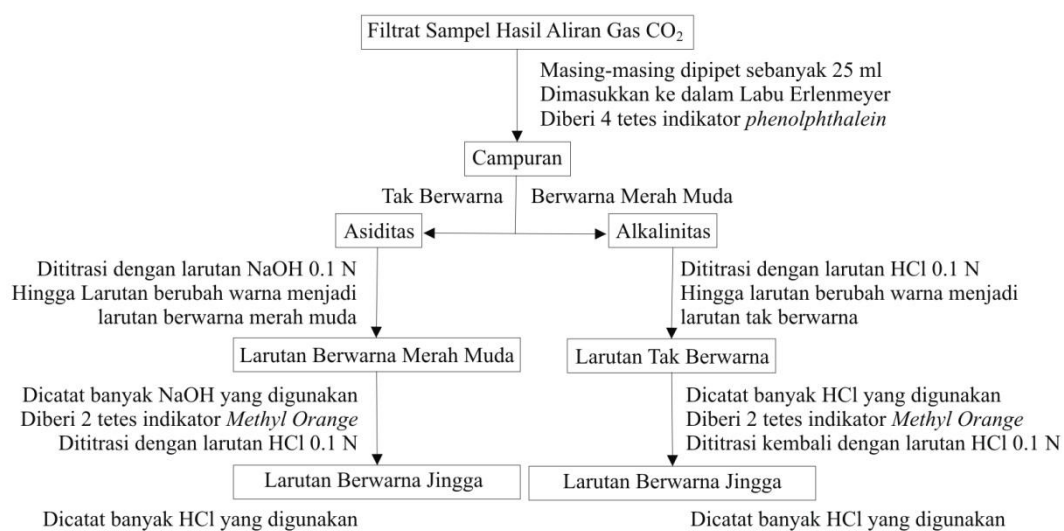 Filtrat Sampel Hasil Aliran Gas CO₂
Masing-masing dipipet sebanyak 25 ml
Dimasukkan ke dalam Labu Erlenmeyer
Diberi 4 tetes indikator phenolphthalein
Campuran
Tak Berwarna
Berwarna Merah Muda
Asiditas
Alkalinitas
Dititrasi dengan larutan NaOH 0.1 N
Hingga Larutan berubah warna menjadi
larutan berwarna merah muda
Dititrasi dengan larutan HCl 0.1 N
Hingga larutan berubah warna menjadi
larutan tak berwarna
Larutan Berwarna Merah Muda
Larutan Tak Berwarna
Dicatat banyak NaOH yang digunakan
Diberi 2 tetes indikator Methyl Orange
Dititrasi dengan larutan HCl 0.1 N
Dicatat banyak HCl yang digunakan
Diberi 2 tetes indikator Methyl Orange
Dititrasi kembali dengan larutan HCl 0.1 N
Larutan Berwarna Jingga
Larutan Berwarna Jingga
Dicatat banyak HCl yang digunakan
Dicatat banyak HCl yang digunakan